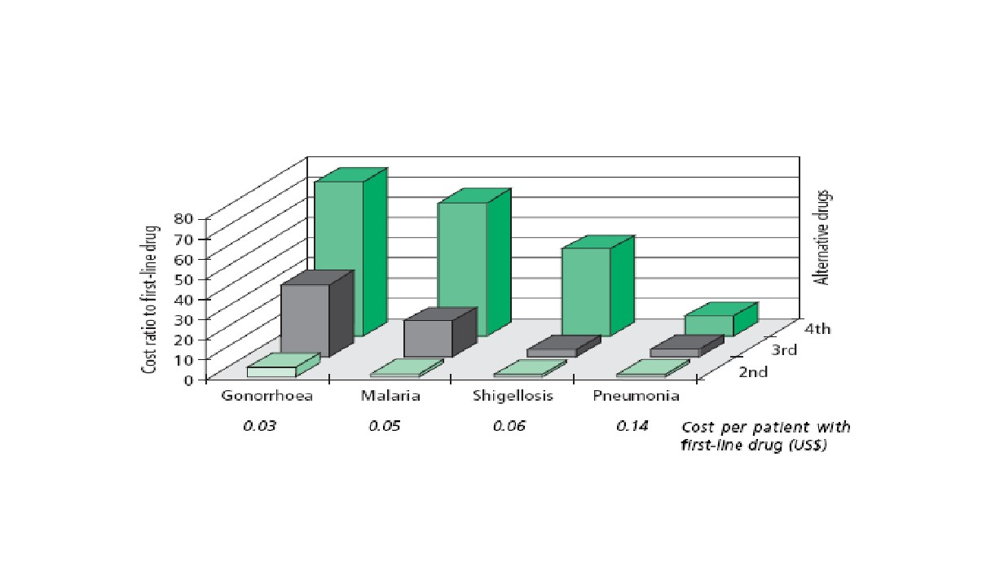 Cost ratio to first-line drug
80
70
60
50
40
30
20
10
0
Alternative drugs
4th
3rd
2nd
Gonorrhoea Malaria Shigellosis Pneumonia
0.03 0.05 0.06 0.14 Cost per patient with
first-line drug (US$)